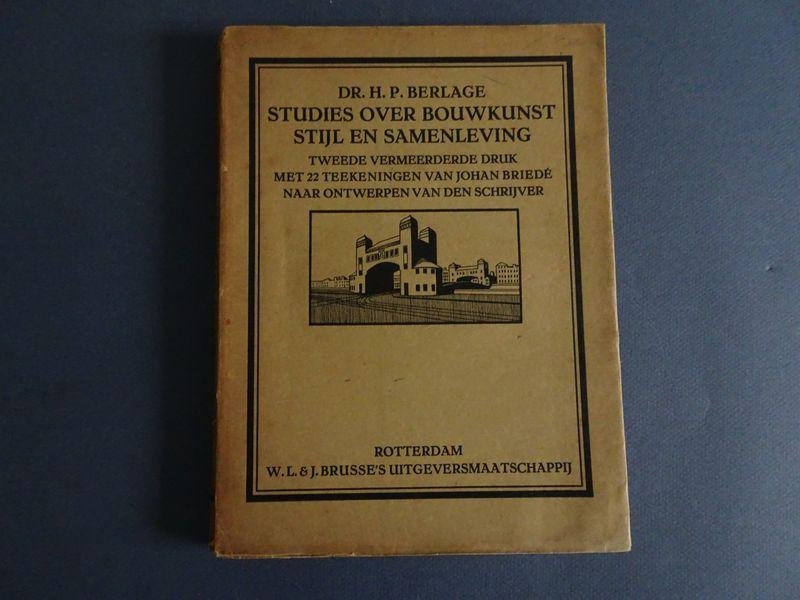 DR. H. P. BERLAGE
STUDIES OVER BOUWKUNST
STIJL EN SAMENLEVING
TWEEDE VERMEERDERDE DRUK
MET 22 TEEKENINGEN VAN JOHAN BRIEDÉ
NAAR ONTWERPEN VAN DEN SCHRIJVER
ROTTERDAM
W. L. & J. BRUSSE'S UITGEVERSMAATSCHAPPIJ